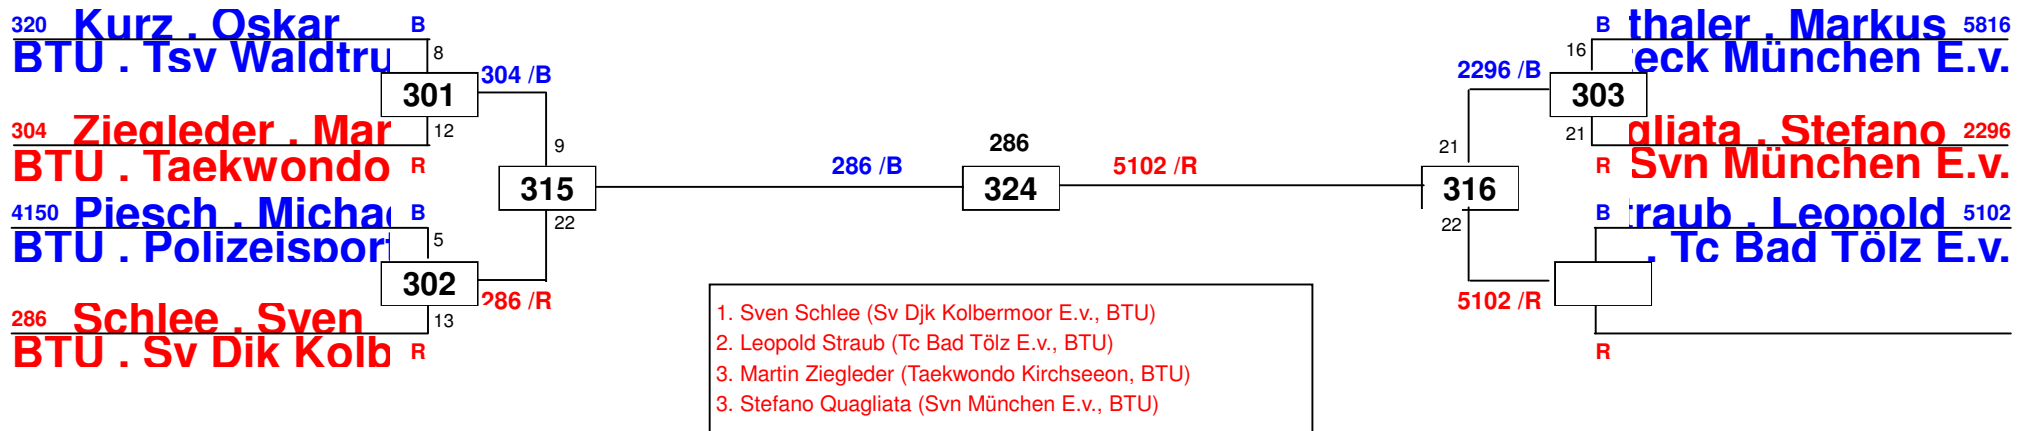 320 Kurz . Oskar B
BTU . Tsv Waldtru
8
301
304 /B
304 Ziegleder . Mar
12
BTU . Taekwondo R
9
315
22
4150 Piesch . Michae B
BTU . Polizeisport
5
302
286 /R
286 Schlee . Sven
13
BTU . Sv Djk Kolb R
286 /B
286
324
5102 /R
B thaler . Markus 5816
eck München E.v.
16
2296 /B
303
21
gliata . Stefano 2296
R Svn München E.v.
21
316
22
B traub . Leopold 5102
. Tc Bad Tölz E.v.
5102 /R
R
1. Sven Schlee (Sv Djk Kolbermoor E.v., BTU)
2. Leopold Straub (Tc Bad Tölz E.v., BTU)
3. Martin Ziegleder (Taekwondo Kirchseeon, BTU)
3. Stefano Quagliata (Svn München E.v., BTU)